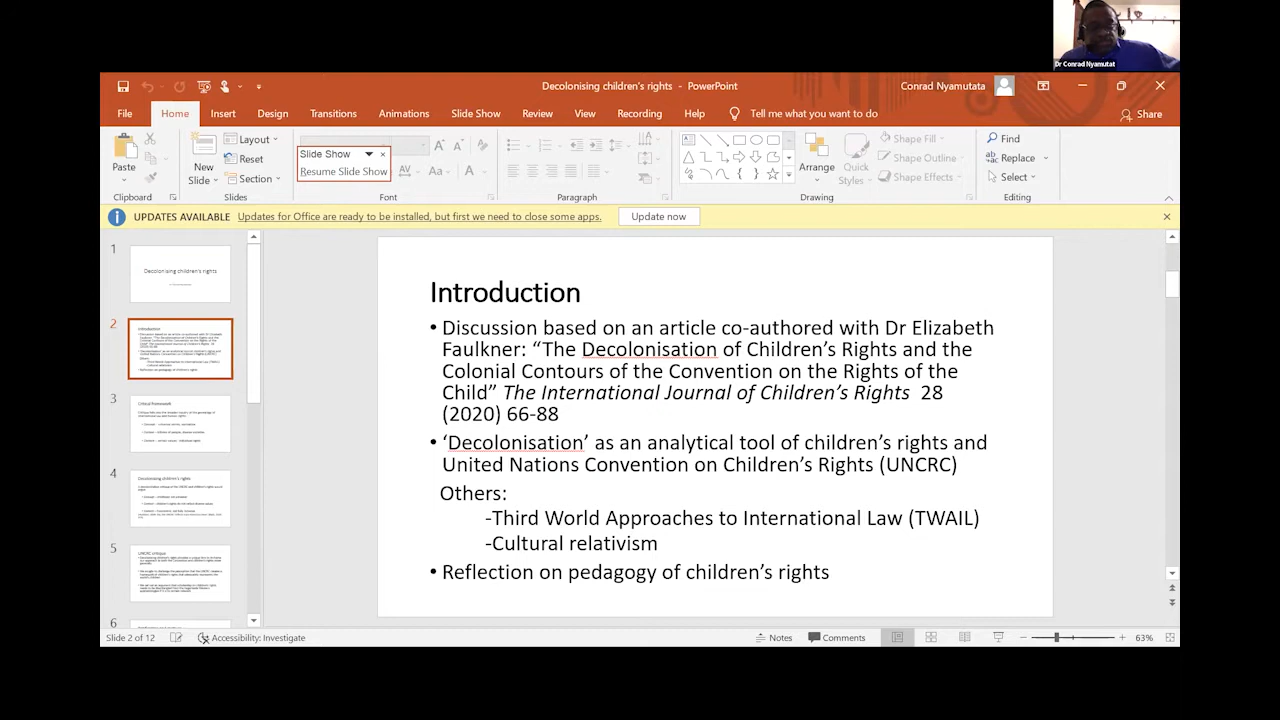 Dr Conrad Nyamutat
Decolonising children's rights - PowerPoint
Conrad Nyamutata
File Home Insert Design Transitions Animations Slide Show Review View Recording Help Tell me what you want to do Share
Paste
Clipboard
New
Slide
Layout
Reset
Section
Slides
Slide Show
Resume Slide Show
Aa
Font
Paragraph
Arrange
Quick
Styles
Shape Fill
Shape Outline
Shape Effects
Drawing
Find
Replace
Select
Editing
UPDATES AVAILABLE Updates for Office are ready to be installed, but first we need to close some apps. Update now
1
Decolonising children's rights
2
Introduction
3
Critical framework
4
Decolonising children's rights
5
UNCRC critique
6
Introduction
• Discussion based on an article co-authored with Dr Elizabeth
Faulkner: “The Decolonisation of Children’s Rights and the
Colonial Contours of the Convention on the Rights of the
Child” The International Journal of Children’s Rights 28
(2020) 66-88
• ‘Decolonisation’ as an analytical tool of children’s rights and
United Nations Convention on Children’s Rights (UNCRC)
Others:
-Third World Approaches to International Law (TWAIL)
-Cultural relativism
• Reflection on pedagogy of children’s rights
Slide 2 of 12 Accessibility: Investigate Notes Comments 63%